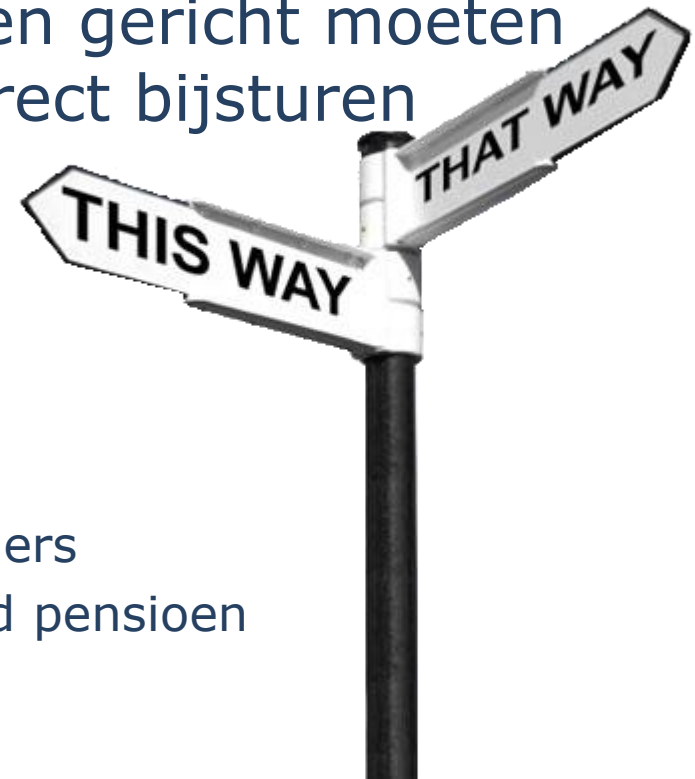 en gericht moeten
rect bijsturen
THAT WAY
THIS WAY
ers
d pensioen